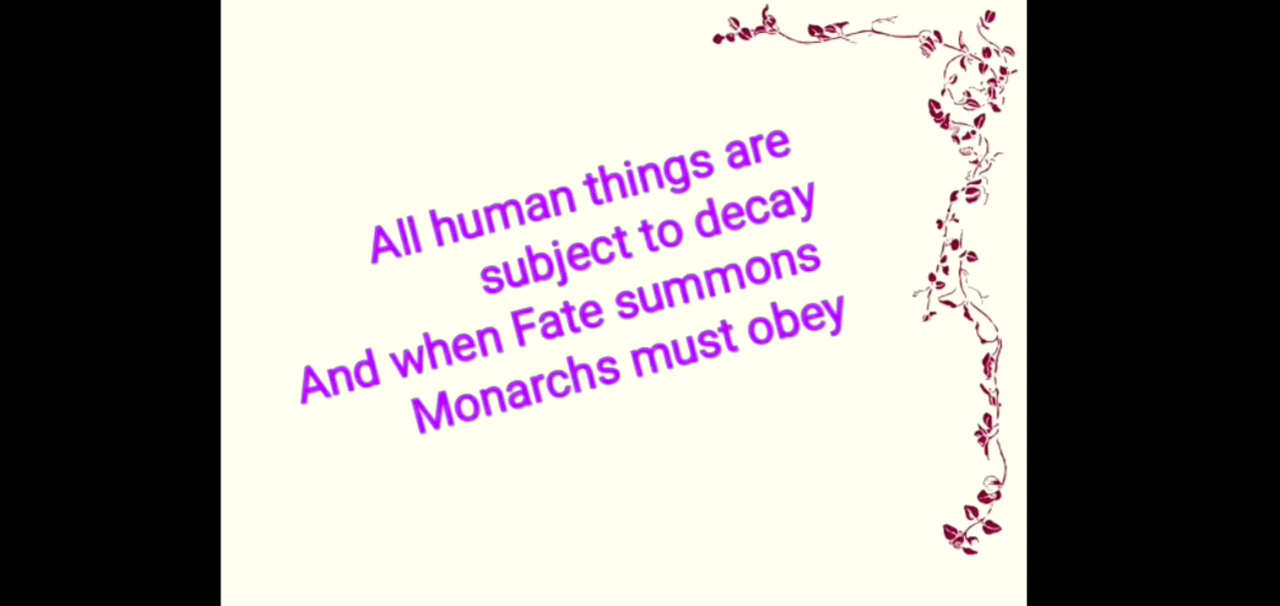 All human things are
subject to decay
And when Fate summons
Monarchs must obey